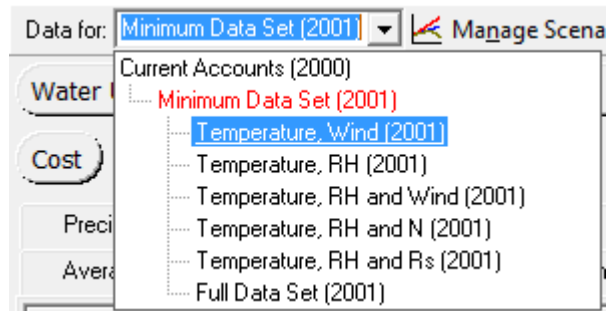 Data for: Minimum Data Set (2001) Manage Scena
Current Accounts (2000)
Water
Minimum Data Set (2001)
Temperature, Wind (2001)
Cost
Temperature, RH (2001)
Temperature, RH and Wind (2001)
Preci
Temperature, RH and N (2001)
Temperature, RH and Rs (2001)
Avera
Full Data Set (2001)